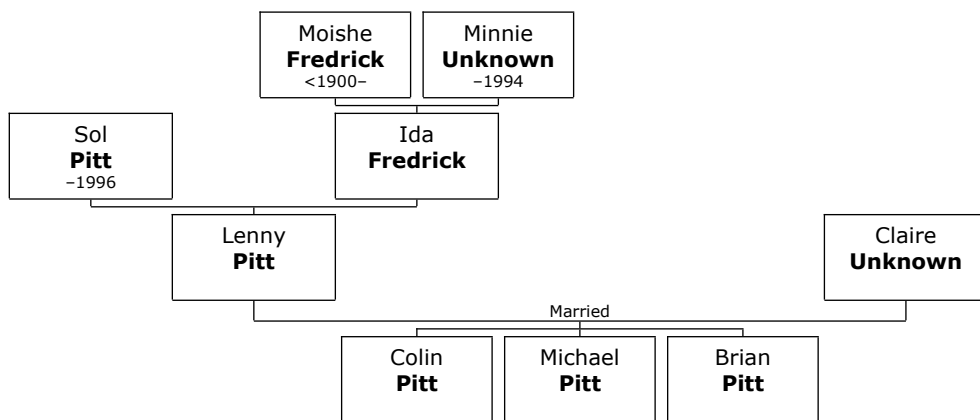 Moishe
Fredrick
<1900–
Minnie
Unknown
–1994
Sol
Pitt
–1996
Ida
Fredrick
Lenny
Pitt
Claire
Unknown
Married
Colin
Pitt
Michael
Pitt
Brian
Pitt